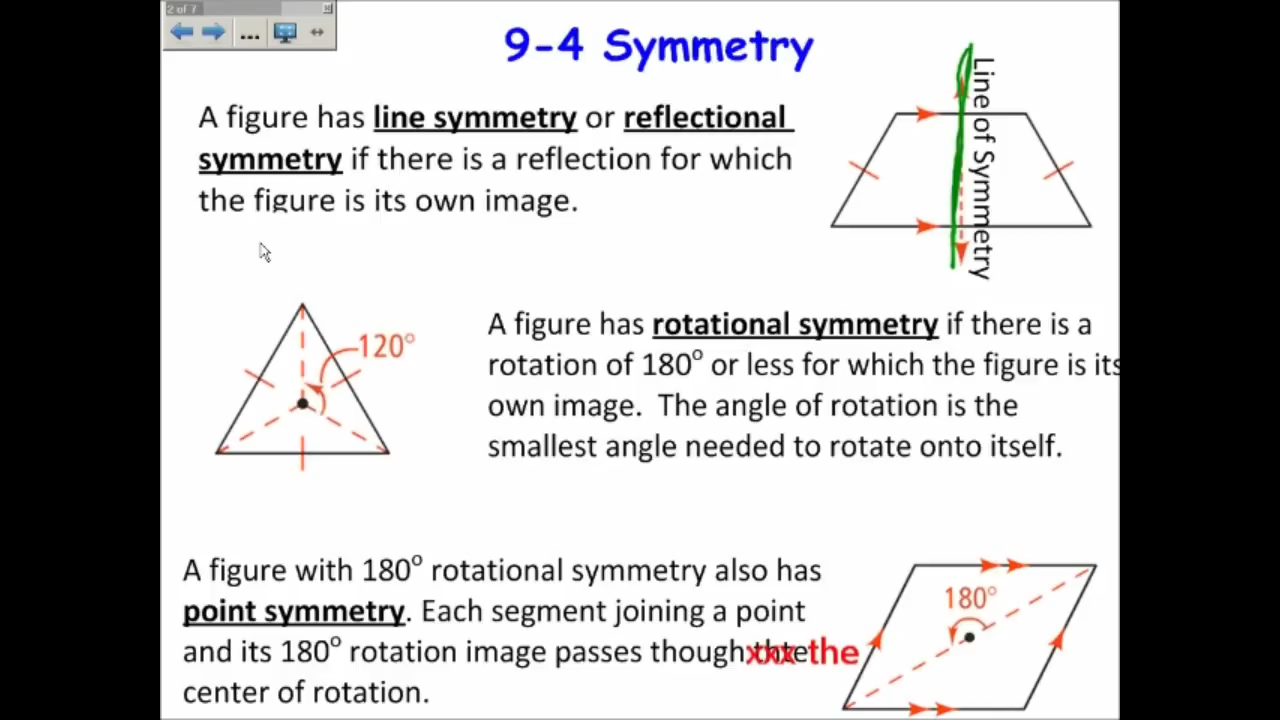 2 of 7
9-4 Symmetry
A figure has line symmetry or reflectional
symmetry if there is a reflection for which
the figure is its own image.
Line of Symmetry
120°
A figure has rotational symmetry if there is a
rotation of 180° or less for which the figure is its
own image. The angle of rotation is the
smallest angle needed to rotate onto itself.
A figure with 180° rotational symmetry also has
point symmetry. Each segment joining a point
and its 180° rotation image passes though xxx the
center of rotation.
180°